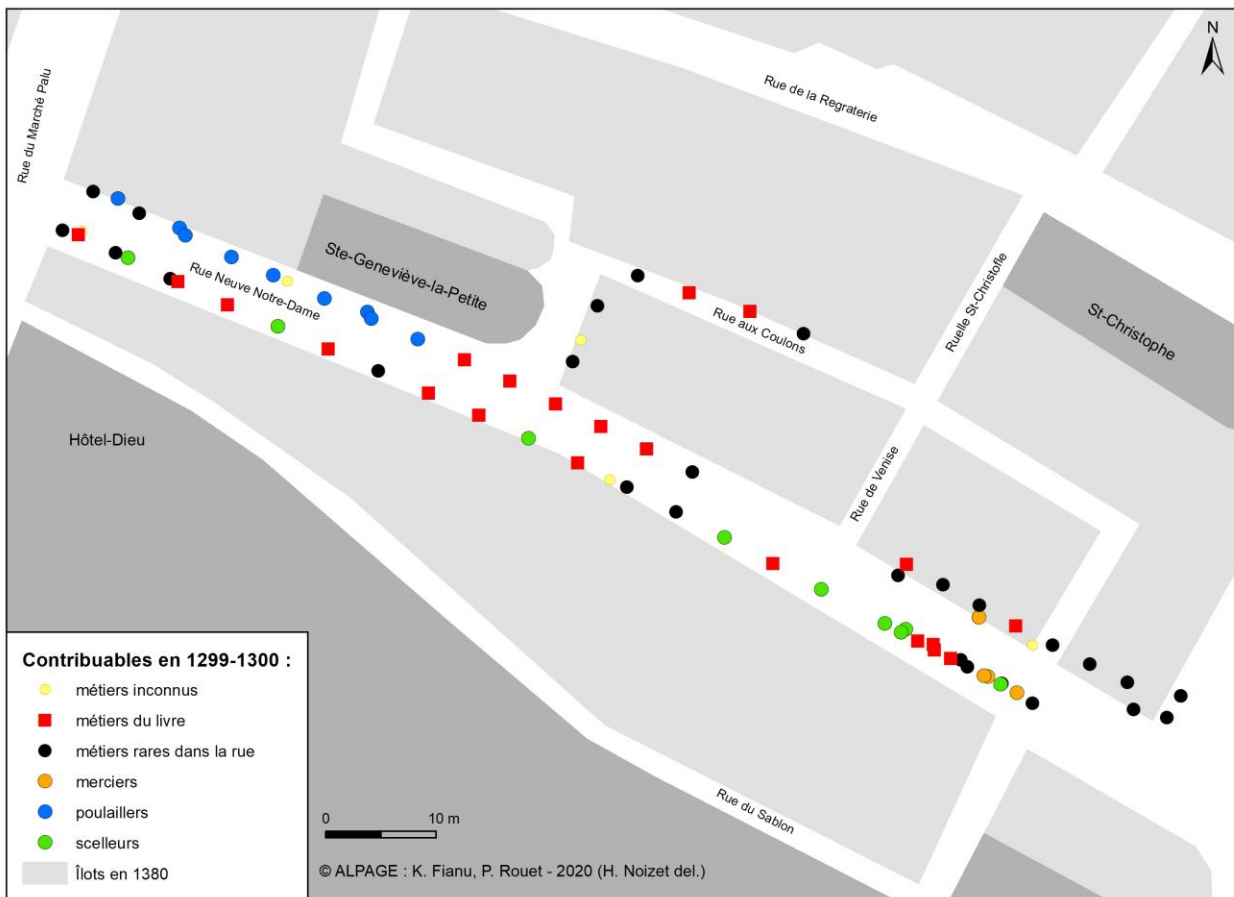 N
Rue du Marché Palu
Rue de la Regraterie
Ste-Geneviève-la-Petite
Rue Neuve Notre-Dame
Rue aux Coulons
Ruelle St-Christofle
St-Christophe
Hôtel-Dieu
Rue de Venise
Rue du Sablon
Contribuables en 1299-1300 :
métiers inconnus
métiers du livre
métiers rares dans la rue
merciers
poulaillers
scelleurs
Îlots en 1380
0 10 m
© ALPAGE : K. Fianu, P. Rouet - 2020 (H. Noizet del.)